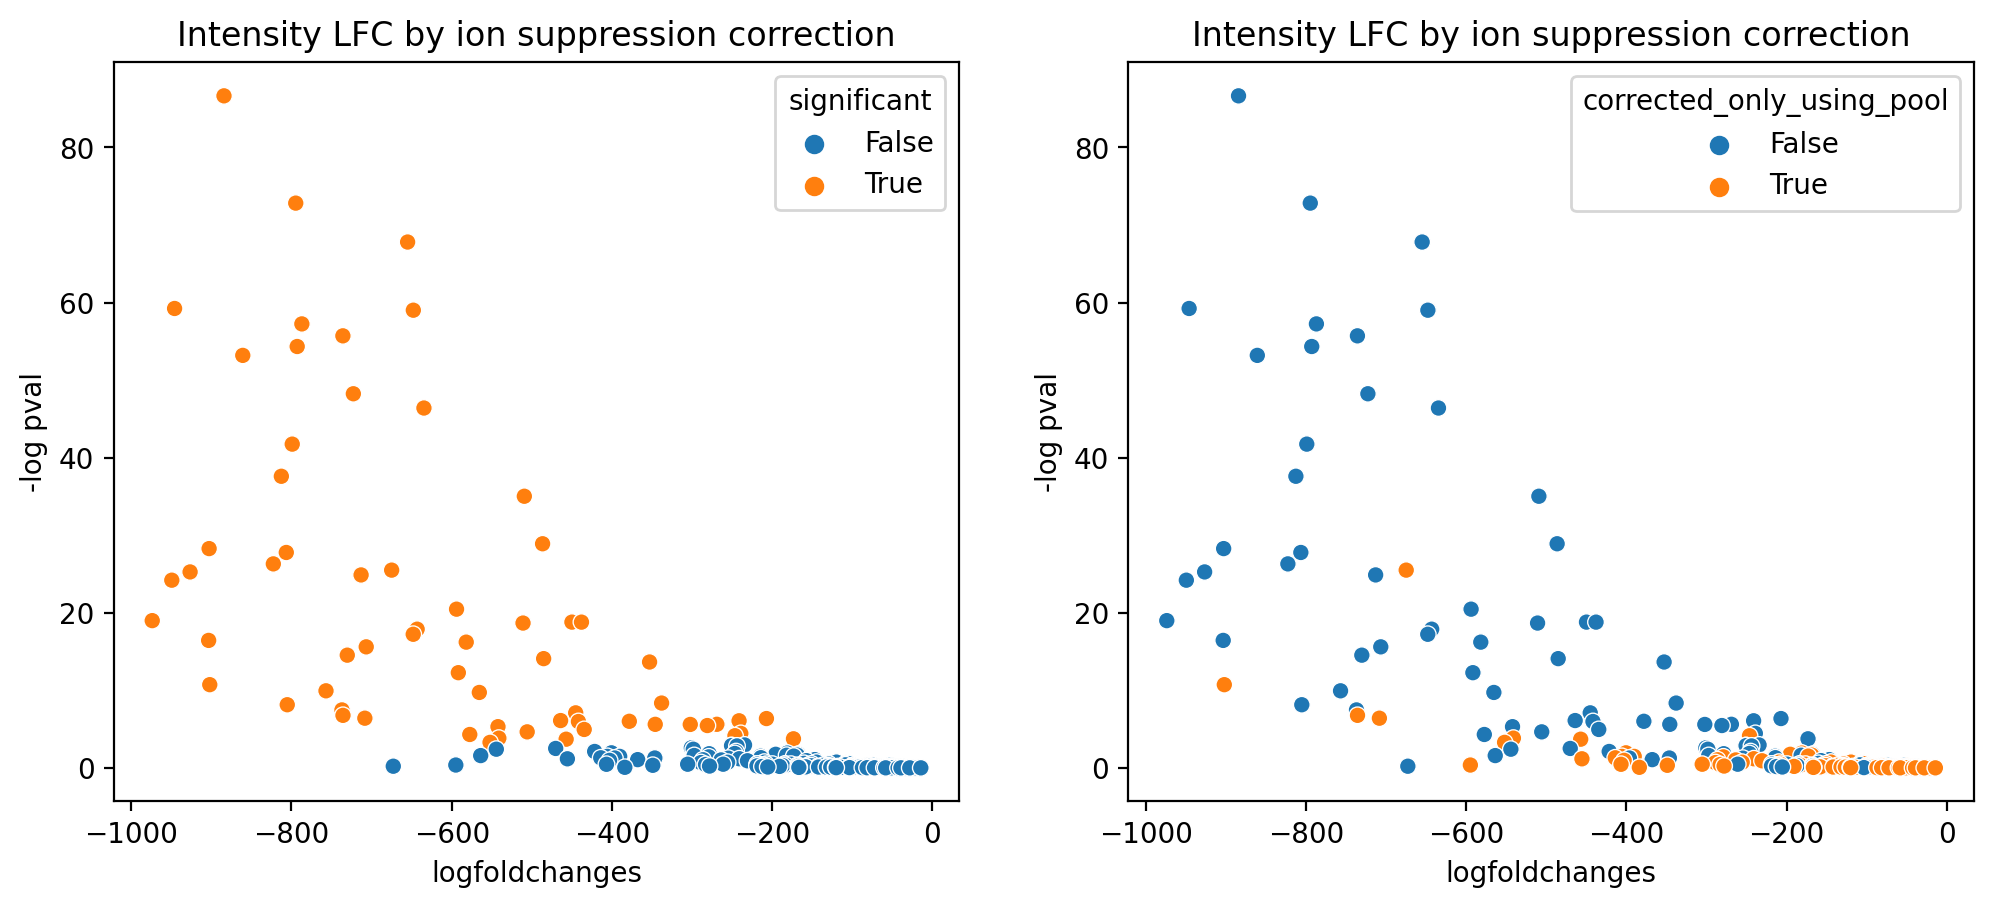 Intensity LFC by ion suppression correction
significant
False
True
80
60
40
20
0
-log pval
−1000
−800
−600
−400
−200
0
logfoldchanges
Intensity LFC by ion suppression correction
corrected_only_using_pool
False
True
80
60
40
20
0
-log pval
−1000
−800
−600
−400
−200
0
logfoldchanges